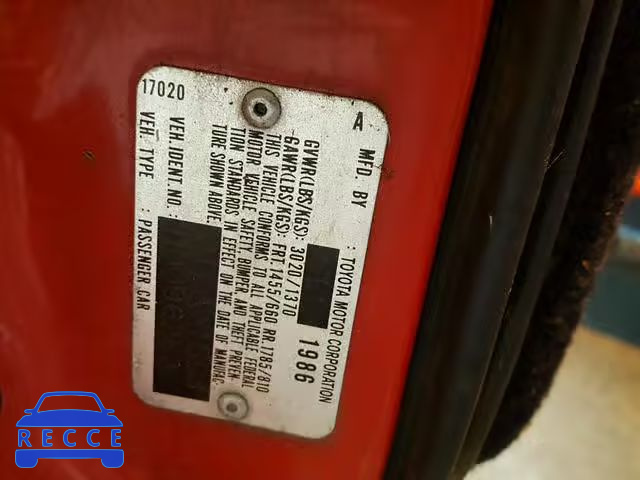 17020
A
MFD. BY : TOYOTA MOTOR CORPORATION
1986
GVWR(LBS/KGS): 3020/1370
GAWR(LBS/KGS): FRT.1455/660 RR.1785/810
THIS VEHICLE CONFORMS TO ALL APPLICABLE FEDERAL
MOTOR VEHICLE SAFETY, BUMPER AND THEFT PREVEN-
TION STANDARDS IN EFFECT ON THE DATE OF MANUFAC-
TURE SHOWN ABOVE.
VEH.IDENT.NO. :
VEH. TYPE : PASSENGER CAR
RECCE